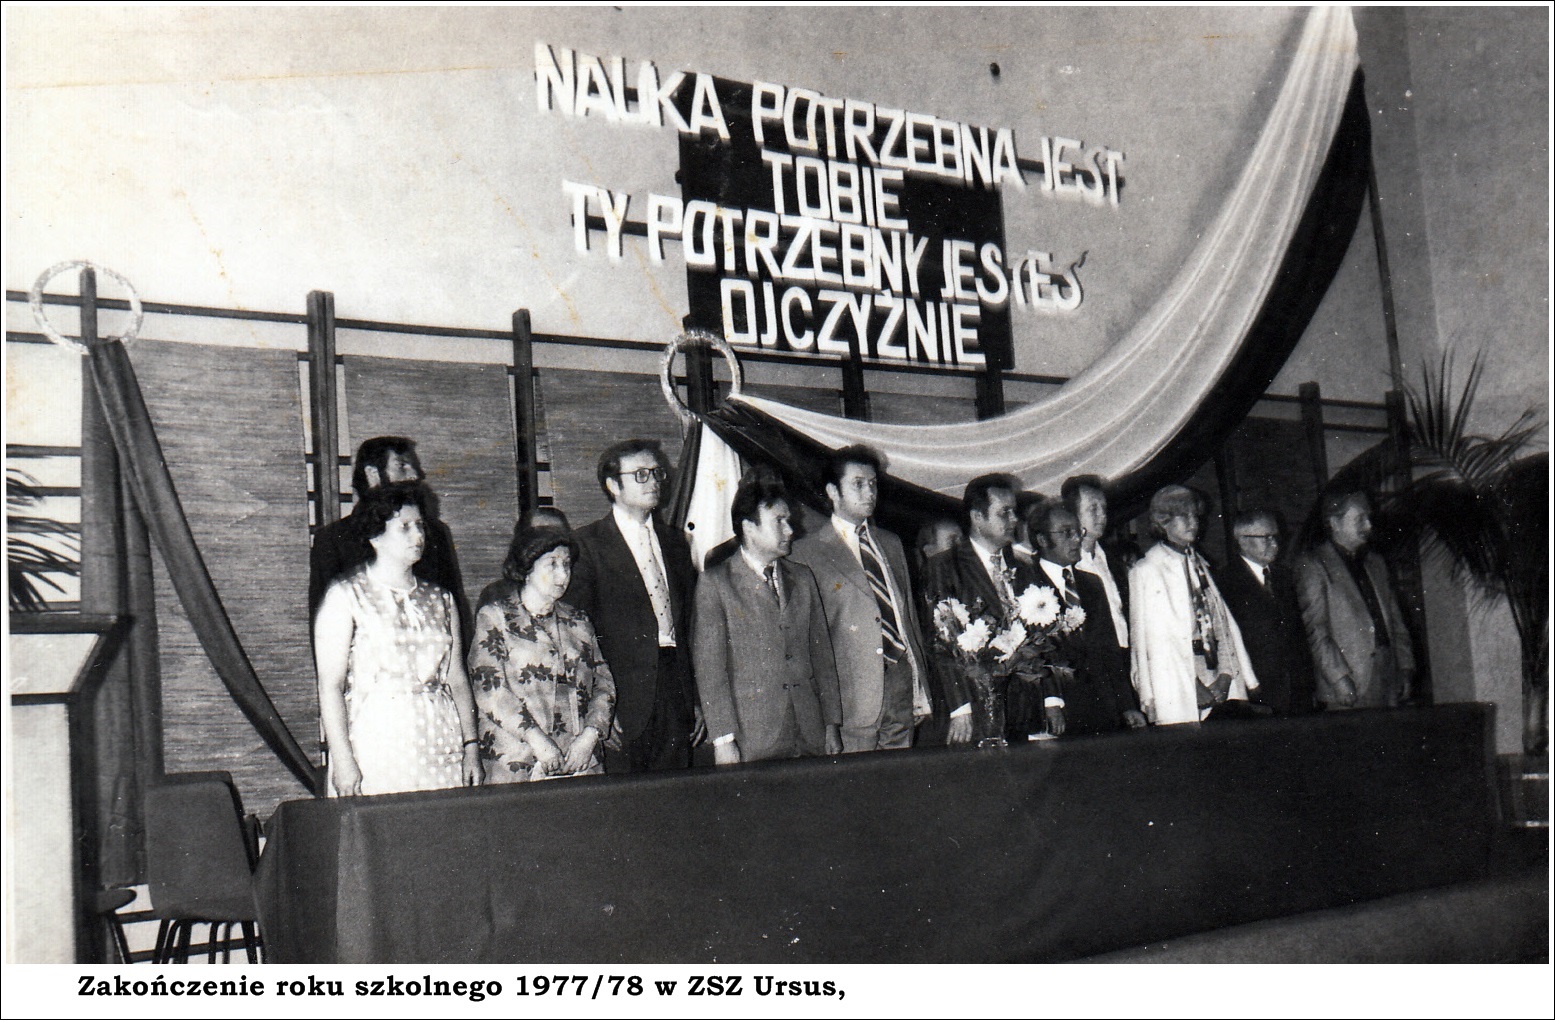 NAUKA POTRZEBNA JEST
TOBIE
TY POTRZEBNY JESTEŚ
OJCZYŹNIE
Zakończenie roku szkolnego 1977/78 w ZSZ Ursus,